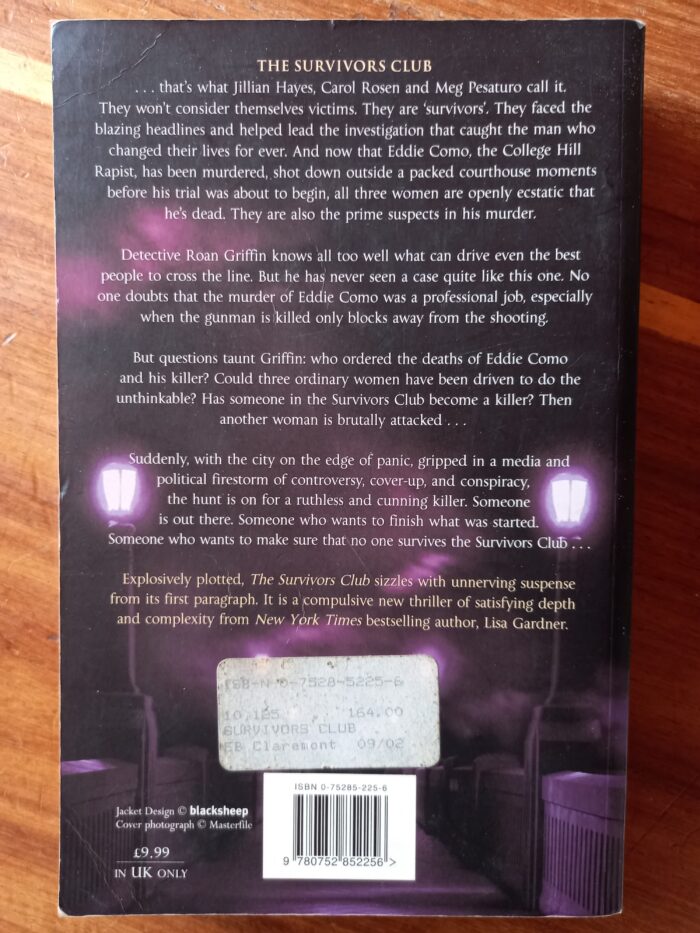 THE SURVIVORS CLUB
. . . that's what Jillian Hayes, Carol Rosen and Meg Pesaturo call it.
They won't consider themselves victims. They are 'survivors'. They faced the
blazing headlines and helped lead the investigation that caught the man who
changed their lives for ever. And now that Eddie Como, the College Hill
Rapist, has been murdered, shot down outside a packed courthouse moments
before his trial was about to begin, all three women are openly ecstatic that
he's dead. They are also the prime suspects in his murder.
Detective Roan Griffin knows all too well what can drive even the best
people to cross the line. But he has never seen a case quite like this one. No
one doubts that the murder of Eddie Como was a professional job, especially
when the gunman is killed only blocks away from the shooting.
But questions taunt Griffin: who ordered the deaths of Eddie Como
and his killer? Could three ordinary women have been driven to do the
unthinkable? Has someone in the Survivors Club become a killer? Then
another woman is brutally attacked . . .
Suddenly, with the city on the edge of panic, gripped in a media and
political firestorm of controversy, cover-up, and conspiracy,
the hunt is on for a ruthless and cunning killer. Someone
is out there. Someone who wants to finish what was started.
Someone who wants to make sure that no one survives the Survivors Club . . .
Explosively plotted, The Survivors Club sizzles with unnerving suspense
from its first paragraph. It is a compulsive new thriller of satisfying depth
and complexity from New York Times bestselling author, Lisa Gardner.
ISB-N 0-7528-5225-6
10,125 164.00
SURVIVORS CLUB
EB Claremont 09/02
ISBN 0-75285-225-6
9 780752 852256 >
Jacket Design © blacksheep
Cover photograph © Masterfile
£9.99
IN UK ONLY